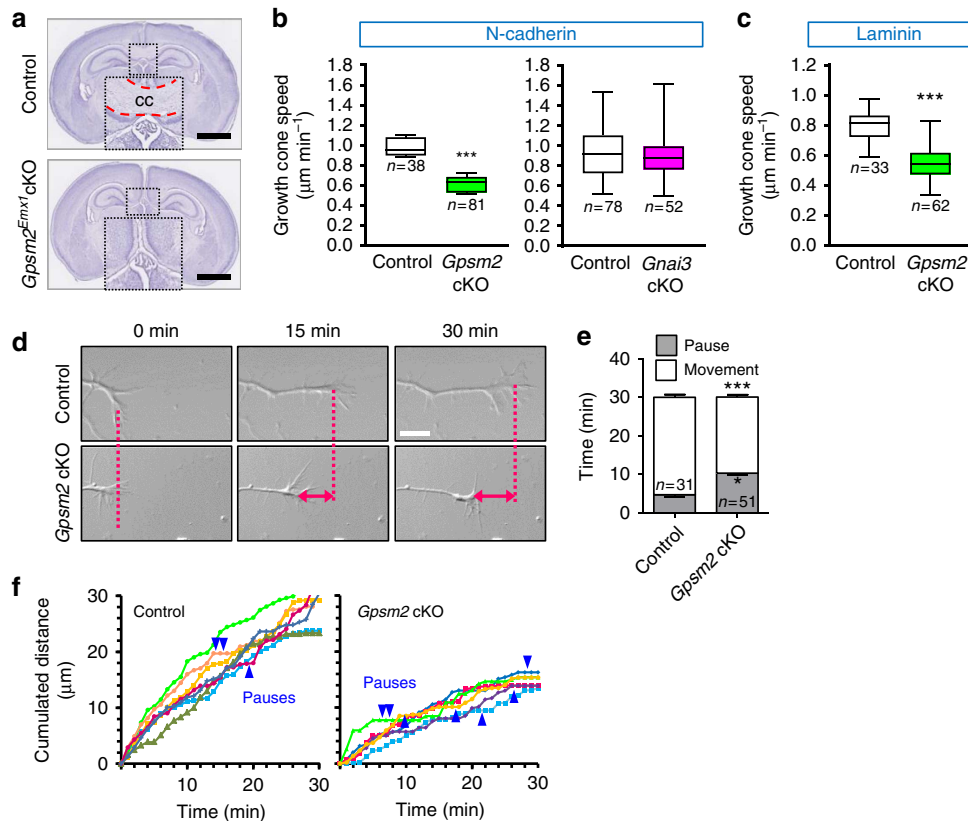 a
Control
CC
Gpsm2^Emx1 cKO
b
N-cadherin
Growth cone speed
(μm min⁻¹)
1.8
1.6
1.4
1.2
1.0
0.8
0.6
0.4
0.2
0.0
n=38
***
n=81
Control Gpsm2
cKO
1.8
1.6
1.4
1.2
1.0
0.8
0.6
0.4
0.2
0.0
n=78
n=52
Control Gnai3
cKO
c
Laminin
Growth cone speed
(μm min⁻¹)
1.2
1.0
0.8
0.6
0.4
0.2
0.0
***
n=33
n=62
Control Gpsm2
cKO
d
0 min 15 min 30 min
Control
Gpsm2 cKO
e
Pause
Movement
Time (min)
40
30
20
10
0
***
n=31
*
n=51
Control
Gpsm2 cKO
f
Cumulated distance
(μm)
30
20
10
0
Control
Pauses
10 20 30
Time (min)
Gpsm2 cKO
Pauses
10 20 30
Time (min)